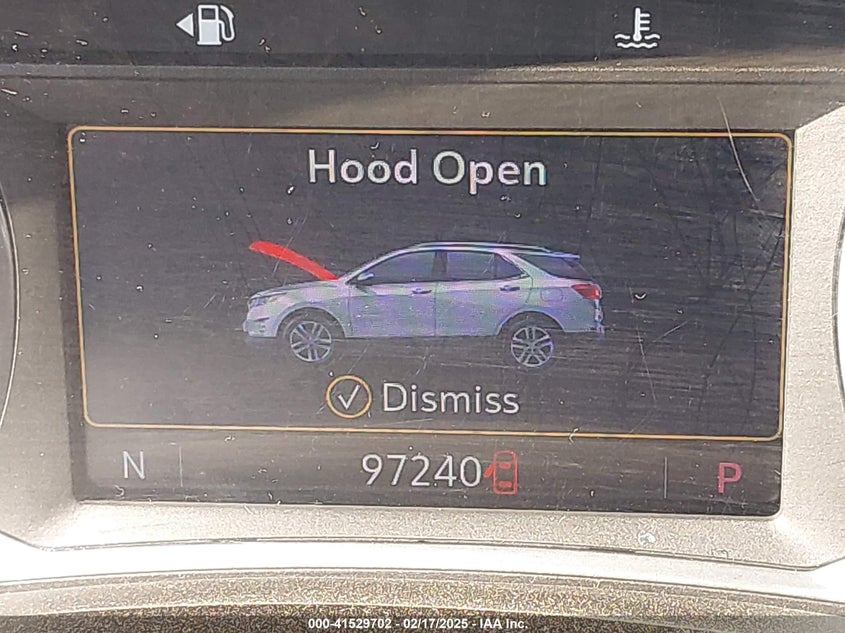 Hood Open
Dismiss
N 97240 P
000-41529702 - 02/17/2025 - IAA Inc.